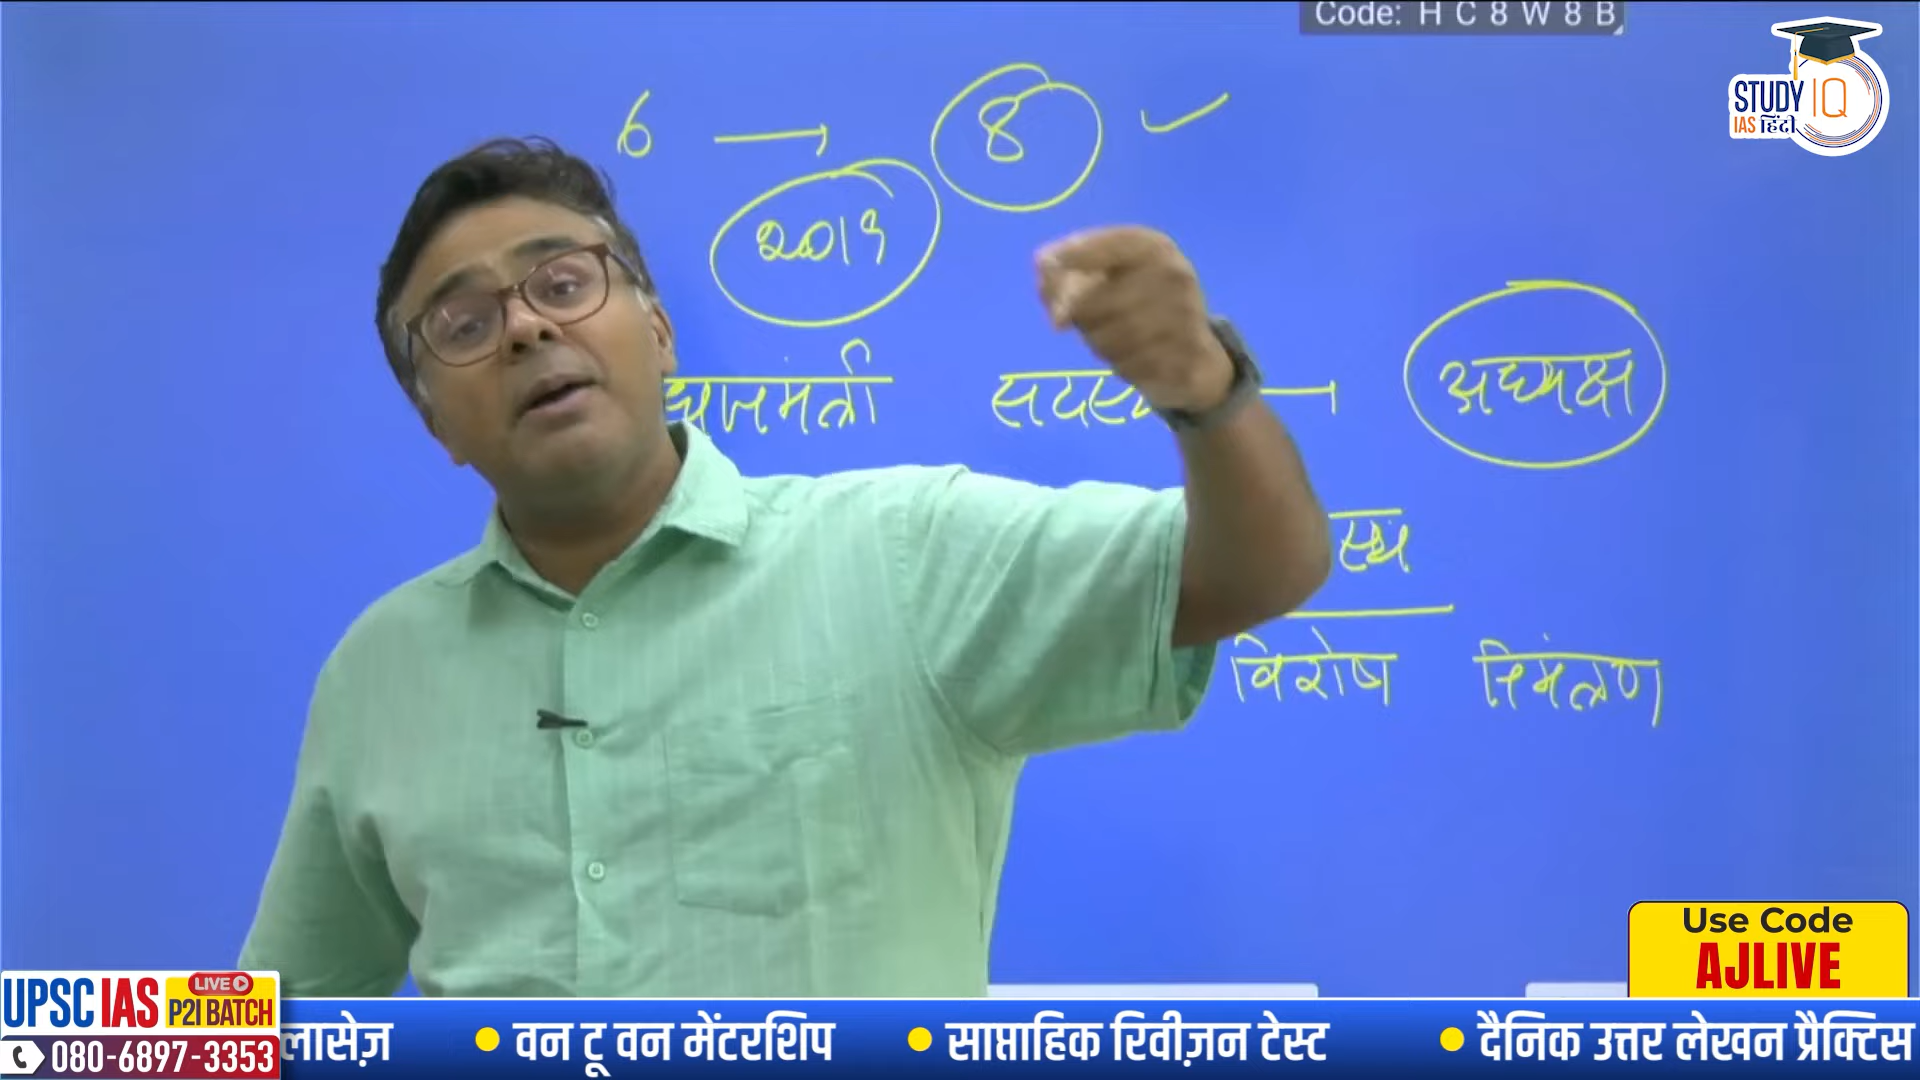 Code: H C 8 W 8 B
STUDY IQ
IAS हिंदी
6 → 8 ✓
2019
सदस्य → अध्यक्ष
विशेष निमंत्रण
Use Code
AJLIVE
LIVE
UPSC IAS P2I BATCH
080-6897-3353
लासेज़ • वन टू वन मेंटरशिप • साप्ताहिक रिवीज़न टेस्ट • दैनिक उत्तर लेखन प्रैक्टिस